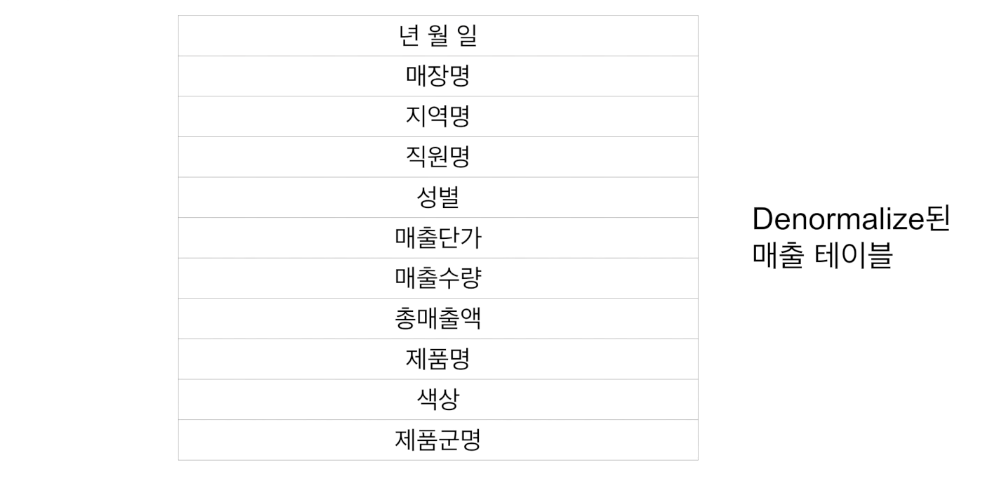 년 월 일
매장명
지역명
직원명
성별
매출단가
매출수량
총매출액
제품명
색상
제품군명
Denormalize된
매출 테이블